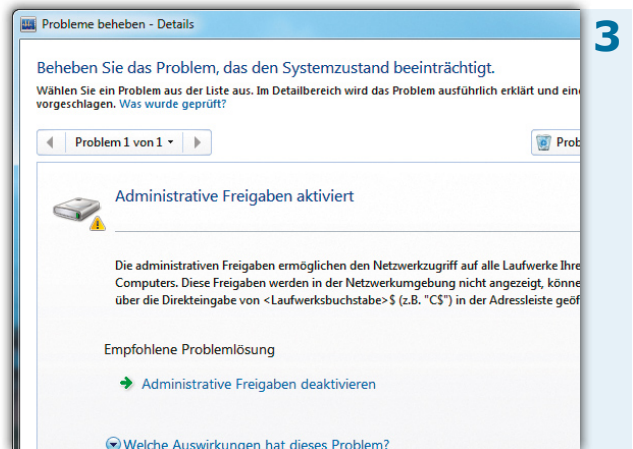 Probleme beheben - Details
3
Beheben Sie das Problem, das den Systemzustand beeinträchtigt.
Wählen Sie ein Problem aus der Liste aus. Im Detailbereich wird das Problem ausführlich erklärt und ein
vorgeschlagen. Was wurde geprüft?
Problem 1 von 1
Prob
Administrative Freigaben aktiviert
Die administrativen Freigaben ermöglichen den Netzwerkzugriff auf alle Laufwerke Ihre
Computers. Diese Freigaben werden in der Netzwerkumgebung nicht angezeigt, könne
über die Direkteingabe von <Laufwerksbuchstabe>$ (z.B. "C$") in der Adressleiste geöf
Empfohlene Problemlösung
Administrative Freigaben deaktivieren
Welche Auswirkungen hat dieses Problem?